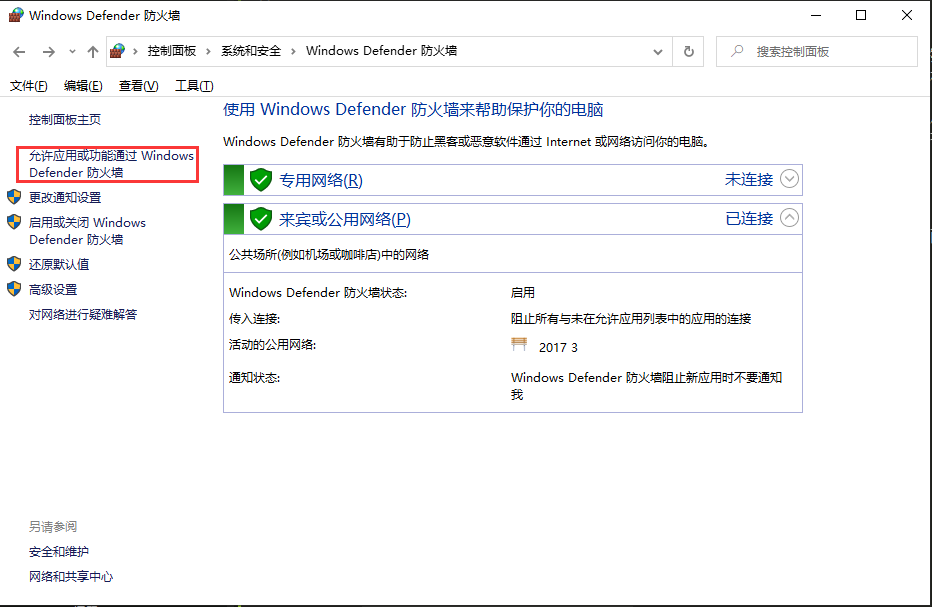 Windows Defender 防火墙
控制面板 系统和安全 Windows Defender 防火墙
搜索控制面板
文件(F) 编辑(E) 查看(V) 工具(T)
控制面板主页
允许应用或功能通过 Windows
Defender 防火墙
更改通知设置
启用或关闭 Windows
Defender 防火墙
还原默认值
高级设置
对网络进行疑难解答
使用 Windows Defender 防火墙来帮助保护你的电脑
Windows Defender 防火墙有助于防止黑客或恶意软件通过 Internet 或网络访问你的电脑。
专用网络(R) 未连接
来宾或公用网络(P) 已连接
公共场所(例如机场或咖啡店)中的网络
Windows Defender 防火墙状态: 启用
传入连接: 阻止所有与未在允许应用列表中的应用的连接
活动的公用网络: 2017 3
通知状态: Windows Defender 防火墙阻止新应用时不要通知
我
另请参阅
安全和维护
网络和共享中心